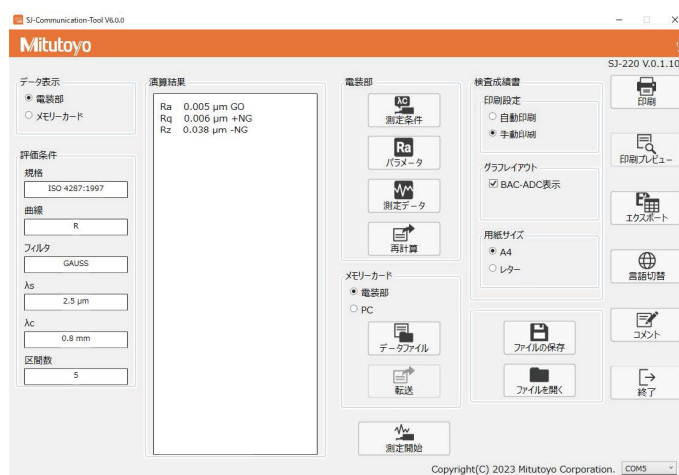 SJ-Communication-Tool V6.0.0
Mitutoyo
SJ-220 V.0.1.10
データ表示
電装部
メモリーカード
評価条件
規格
ISO 4287:1997
曲線
R
フィルタ
GAUSS
λs
2.5 μm
λc
0.8 mm
区間数
5
演算結果
Ra 0.005 μm GO
Rq 0.006 μm +NG
Rz 0.038 μm -NG
電装部
λC
測定条件
Ra
パラメータ
測定データ
再計算
メモリーカード
電装部
PC
データファイル
転送
測定開始
検査成績書
印刷設定
自動印刷
手動印刷
グラフレイアウト
BAC-ADC表示
用紙サイズ
A4
レター
ファイルの保存
ファイルを開く
印刷
印刷プレビュー
エクスポート
言語切替
コメント
終了
Copyright(C) 2023 Mitutoyo Corporation.
COM5